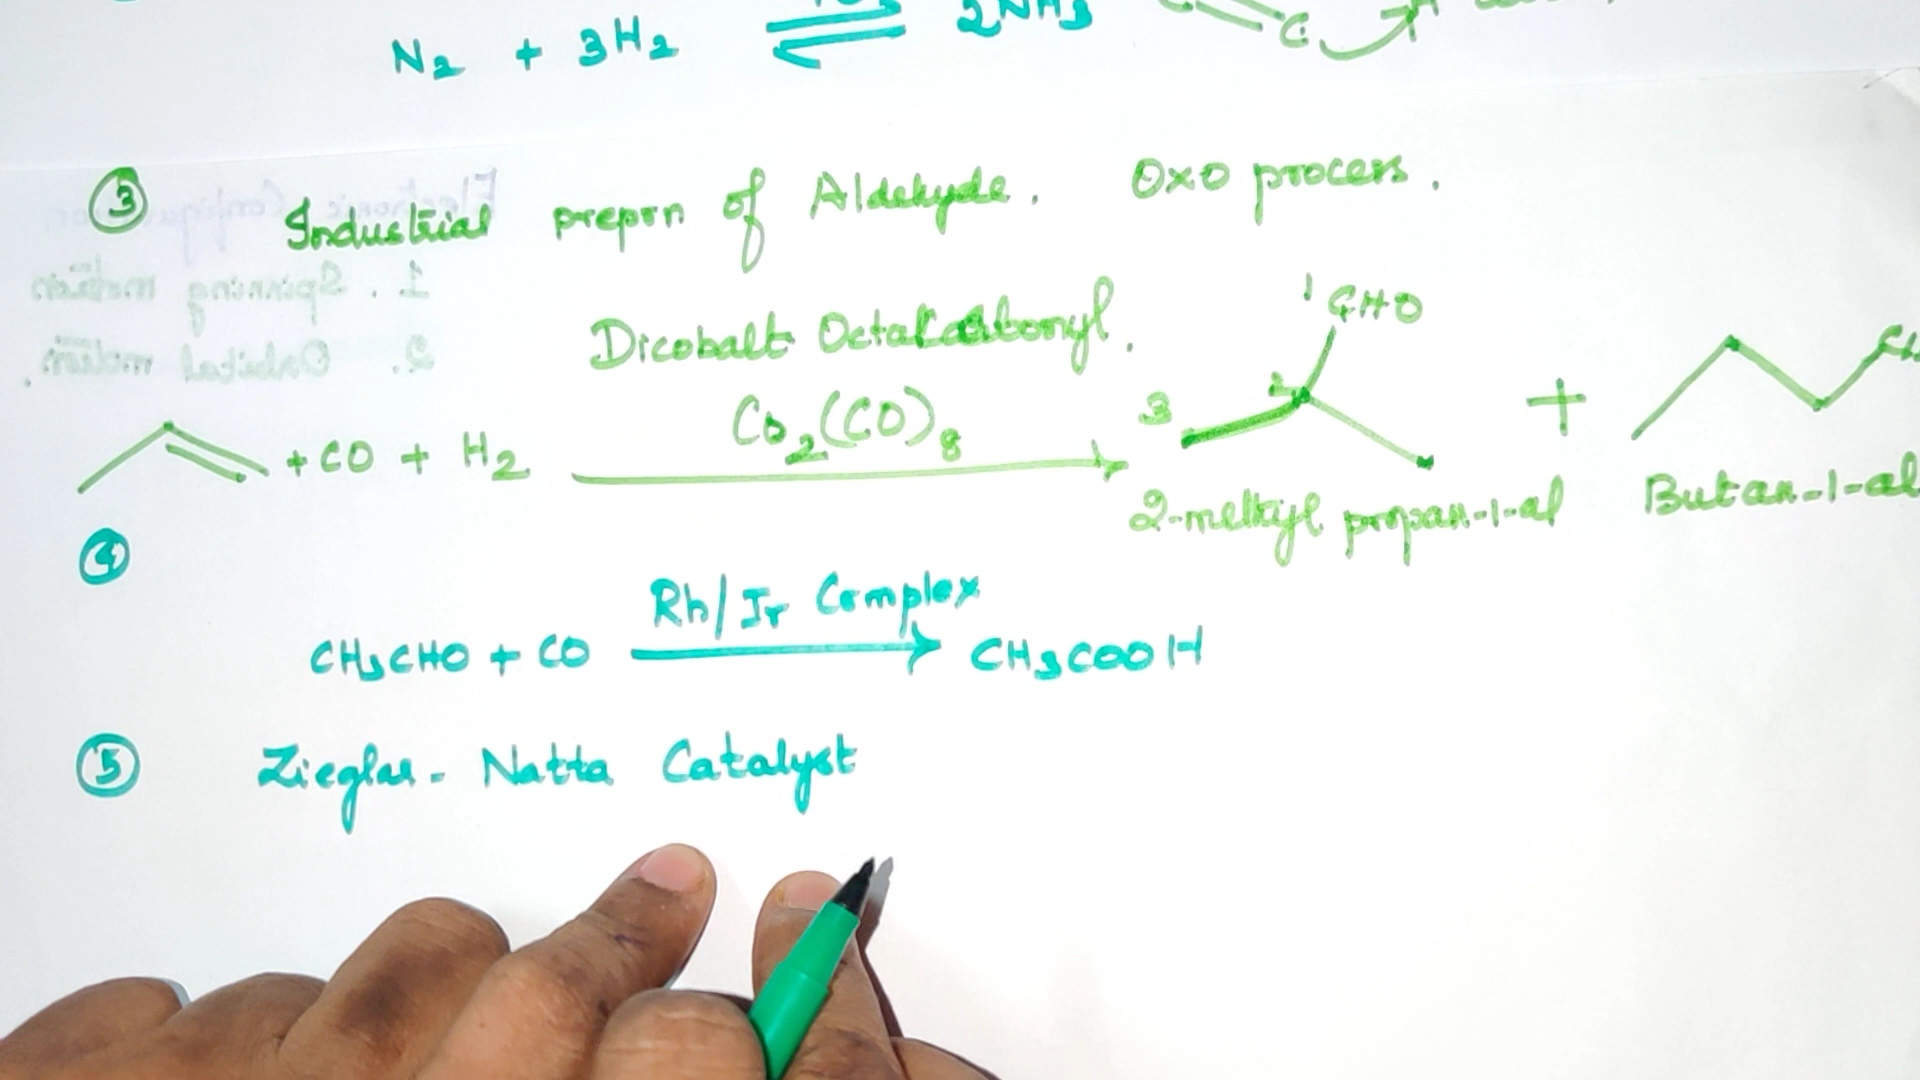 N2 + 3H2 ⇌ 2NH3
③ Industrial prepn of Aldehyde. Oxo process.
Dicobalt Octacarbonyl.
Co2(CO)8
+ CO + H2 → 3 2 1 CHO +
2-methyl propan-1-al Butan-1-al
④
Rh/Ir Complex
CH3CHO + CO → CH3COOH
⑤ Zieglar - Natta Catalyst